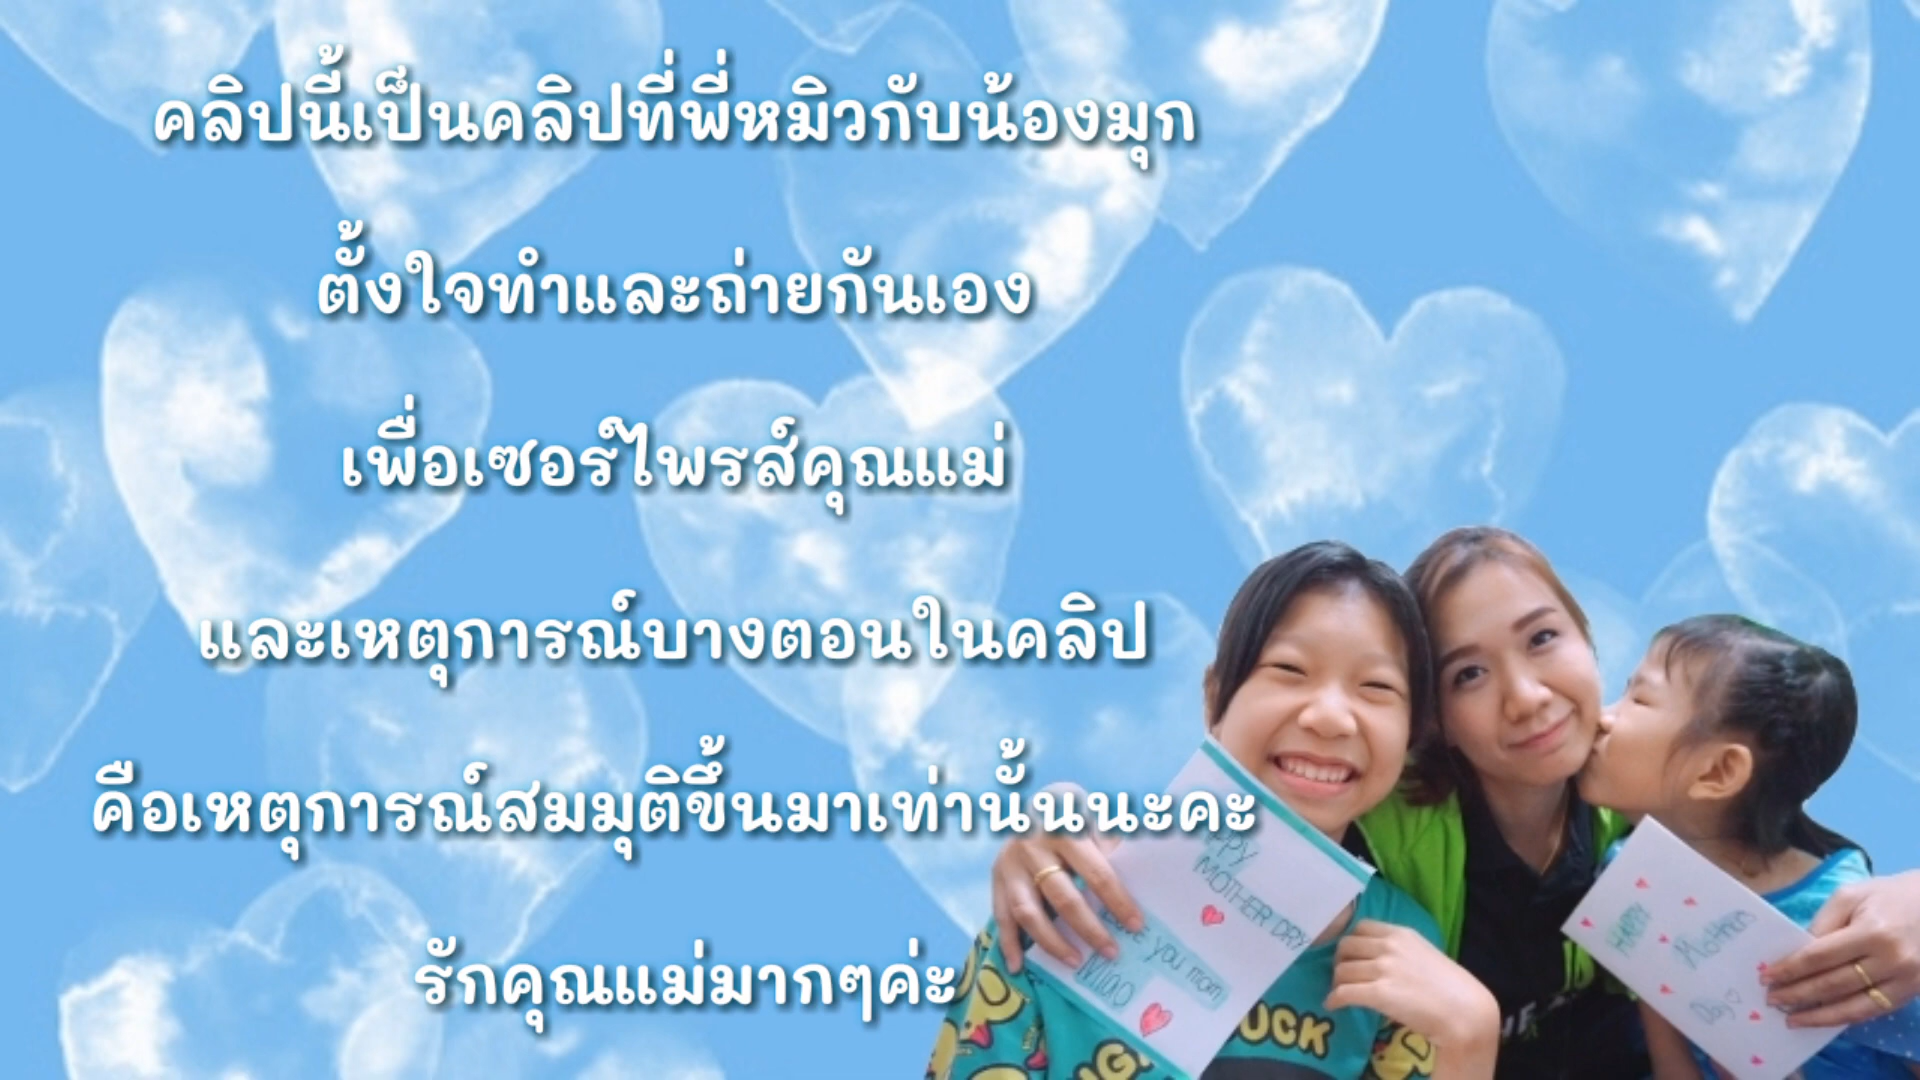 คลิปนี้เป็นคลิปที่พี่หมิวกับน้องมุก
ตั้งใจทำและถ่ายกันเอง
เพื่อเซอร์ไพรส์คุณแม่
และเหตุการณ์บางตอนในคลิป
คือเหตุการณ์สมมุติขึ้นมาเท่านั้นนะคะ
รักคุณแม่มากๆค่ะ
MOTHER DAY
you mom
HAPPY
Mothers
Day
UCK